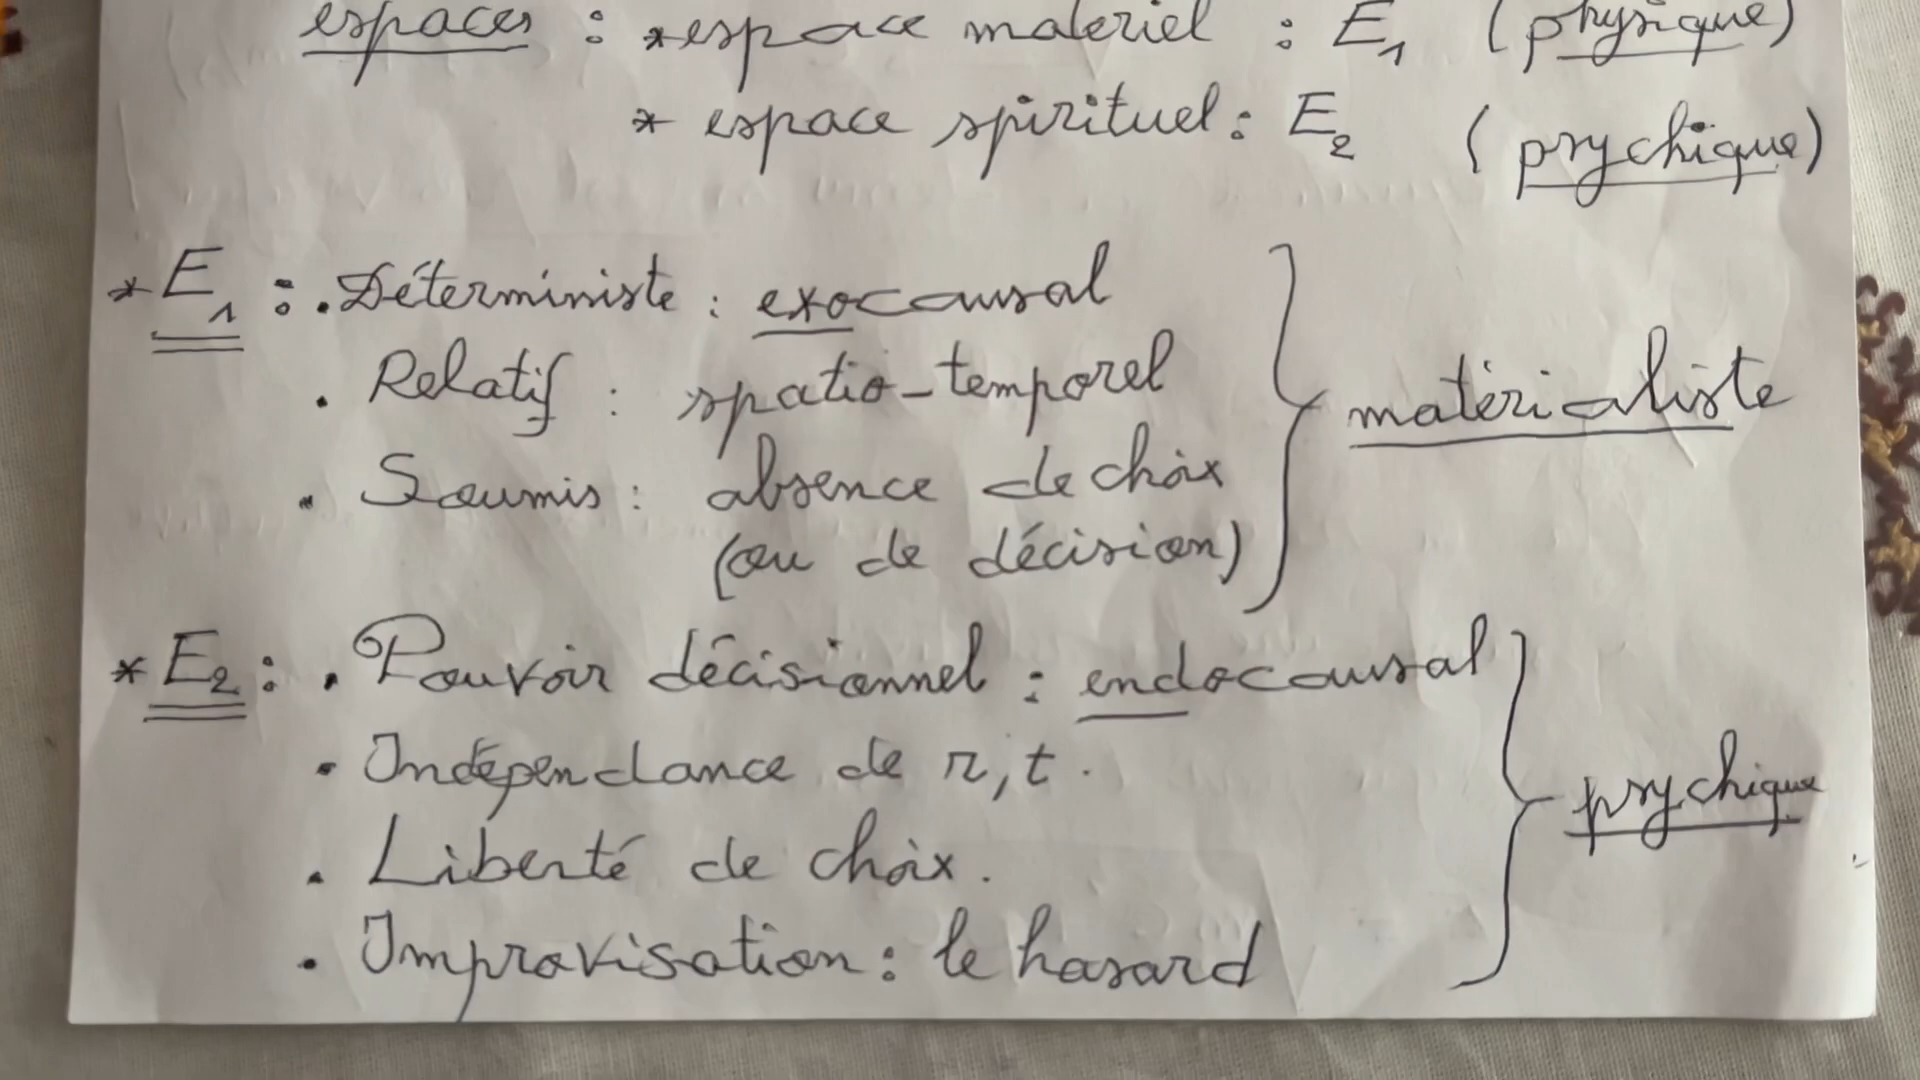 espaces : * espace matériel : E1 (physique)
* espace spirituel : E2 (psychique)
* E1 : . Déterministe : exocausal
. Relatif : spatio-temporel
. Soumis : absence de choix
(ou de décision)
matérialiste
* E2 : . Pouvoir décisionnel : endocausal
. Indépendance de r, t.
. Liberté de choix.
. Improvisation : le hasard
psychique